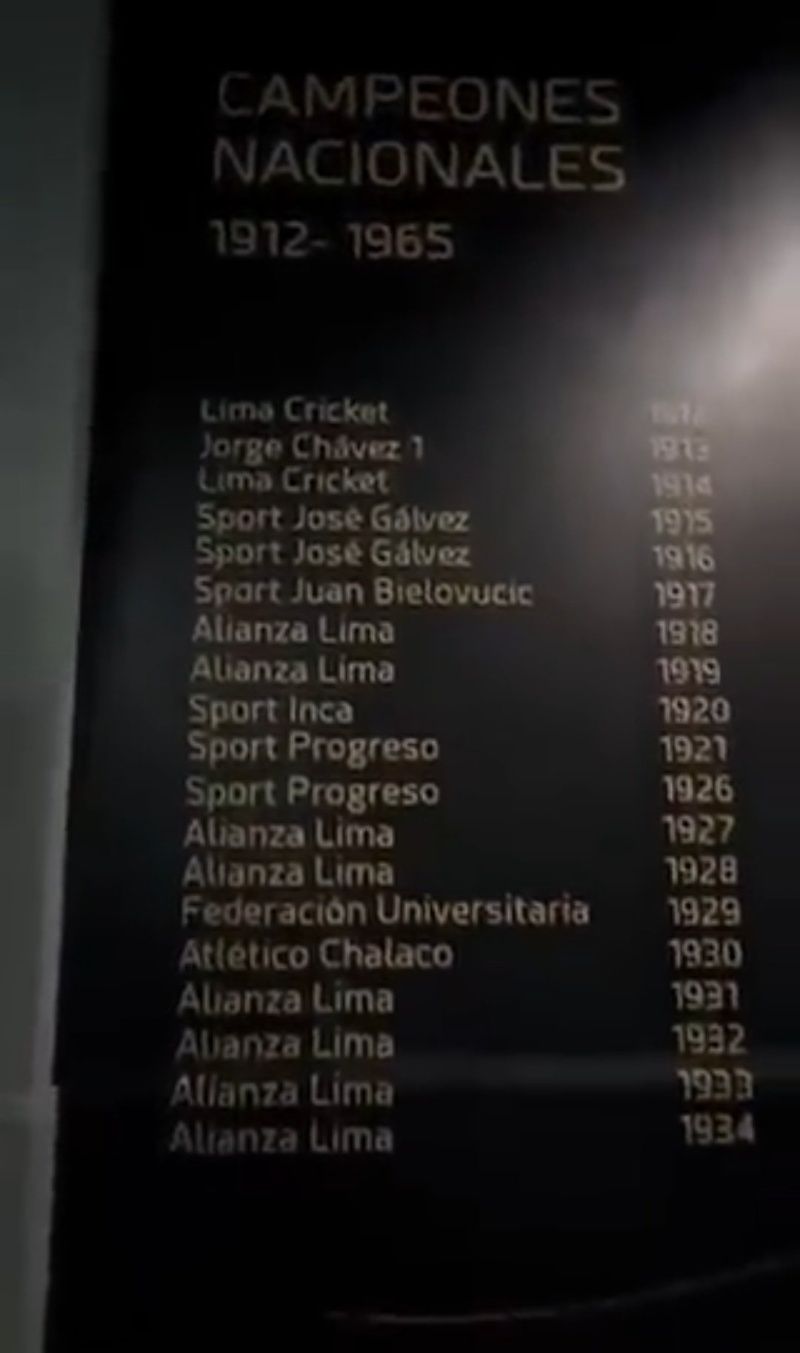 CAMPEONES
NACIONALES
1912- 1965
Lima Cricket 1912
Jorge Chávez 1 1913
Lima Cricket 1914
Sport José Gálvez 1915
Sport José Gálvez 1916
Sport Juan Bielovucic 1917
Alianza Lima 1918
Alianza Lima 1919
Sport Inca 1920
Sport Progreso 1921
Sport Progreso 1926
Alianza Lima 1927
Alianza Lima 1928
Federación Universitaria 1929
Atlético Chalaco 1930
Alianza Lima 1931
Alianza Lima 1932
Alianza Lima 1933
Alianza Lima 1934